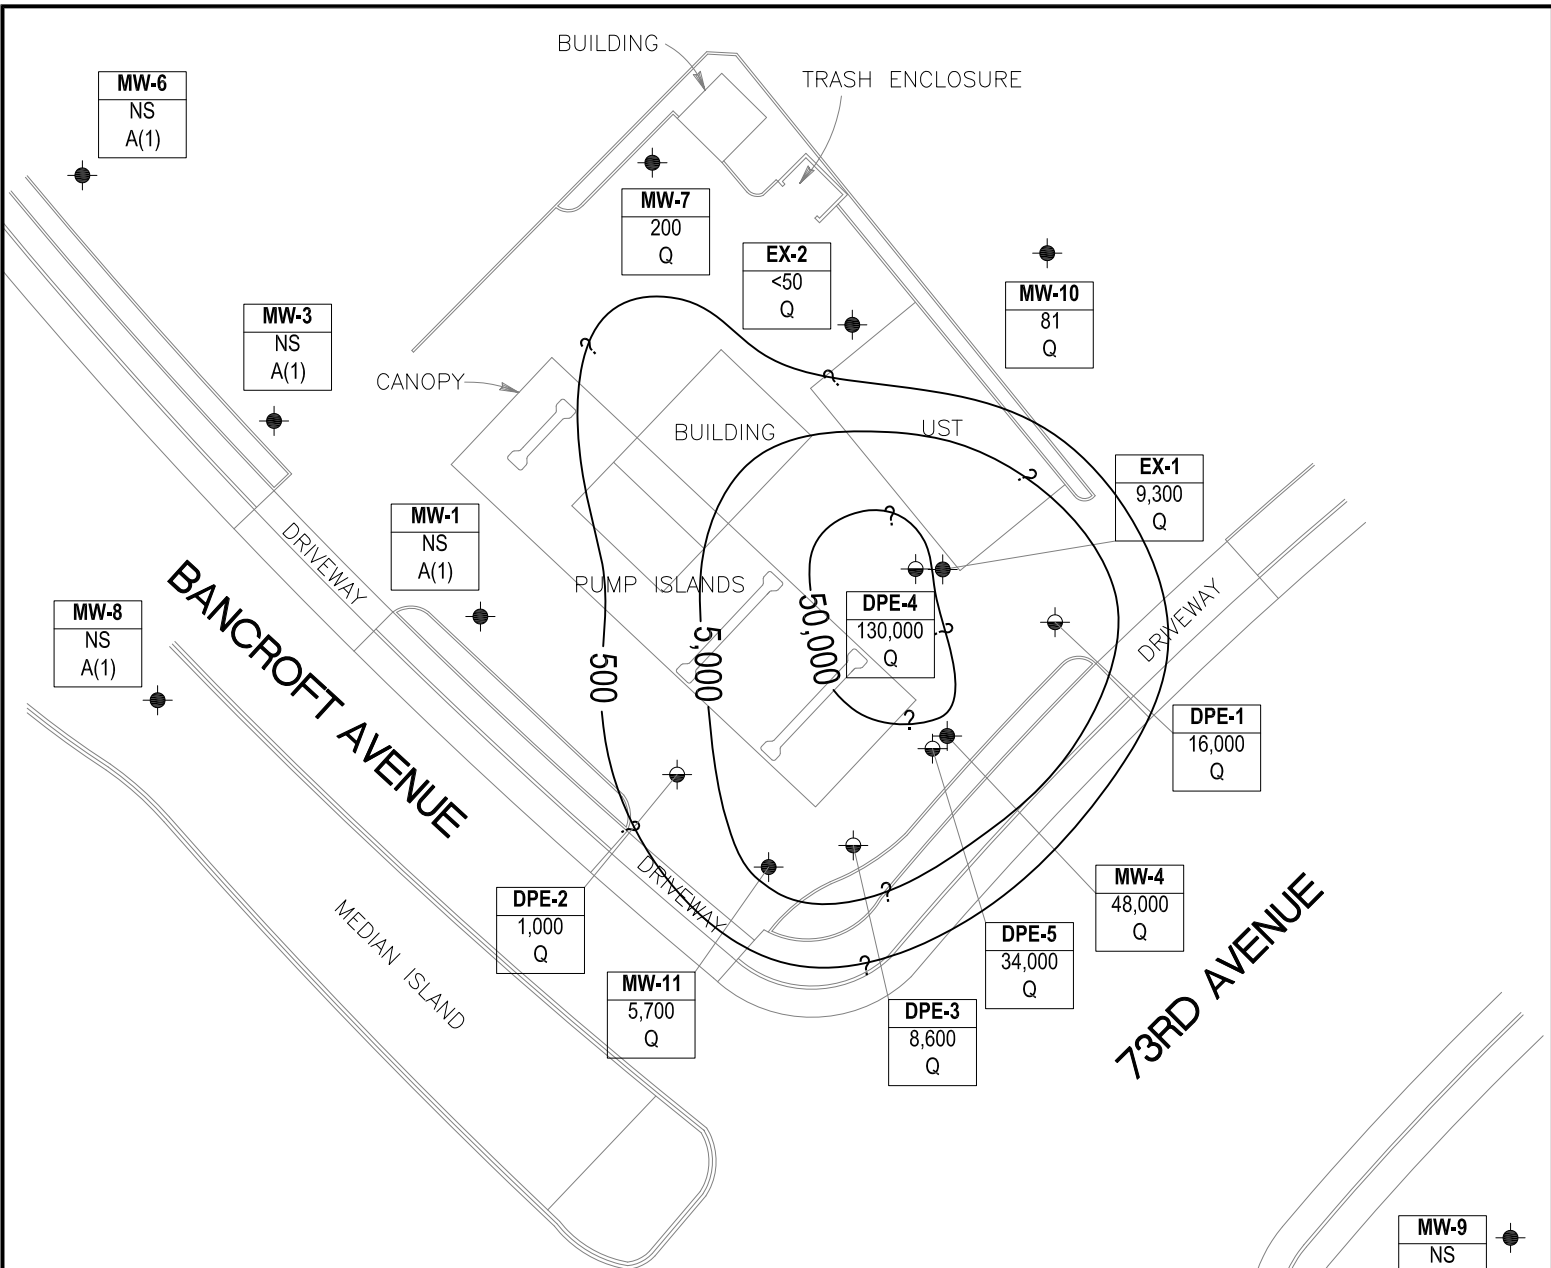 BUILDING
TRASH ENCLOSURE
MW-6
NS
A(1)
MW-7
200
Q
EX-2
<50
Q
MW-10
81
Q
MW-3
NS
A(1)
?
?
CANOPY
BUILDING
UST
?
EX-1
9,300
Q
MW-1
NS
A(1)
?
DRIVEWAY
PUMP ISLANDS
DPE-4
130,000
Q
?
DRIVEWAY
MW-8
NS
A(1)
BANCROFT AVENUE
500
5,000
50,000
?
DPE-1
16,000
Q
?
DRIVEWAY
?
MW-4
48,000
Q
DPE-2
1,000
Q
MEDIAN ISLAND
DPE-5
34,000
Q
?
73RD AVENUE
MW-11
5,700
Q
DPE-3
8,600
Q
MW-9
NS